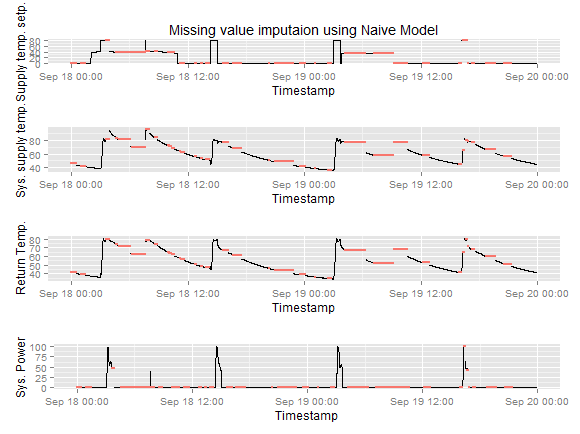 Missing value imputaion using Naive Model
Supply temp. setp.
80
60
40
20
0
Sep 18 00:00 Sep 18 12:00 Sep 19 00:00 Sep 19 12:00 Sep 20 00:00
Timestamp
Sys. supply temp.
80
60
40
Sep 18 00:00 Sep 18 12:00 Sep 19 00:00 Sep 19 12:00 Sep 20 00:00
Timestamp
Return Temp.
80
70
60
50
40
Sep 18 00:00 Sep 18 12:00 Sep 19 00:00 Sep 19 12:00 Sep 20 00:00
Timestamp
Sys. Power
100
75
50
25
0
Sep 18 00:00 Sep 18 12:00 Sep 19 00:00 Sep 19 12:00 Sep 20 00:00
Timestamp